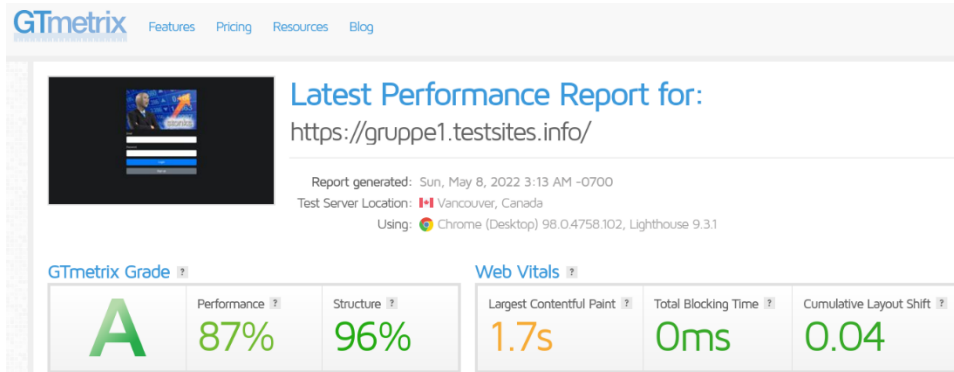 GTmetrix Features Pricing Resources Blog
stonks
Latest Performance Report for:
https://gruppe1.testsites.info/
Report generated: Sun, May 8, 2022 3:13 AM -0700
Test Server Location: Vancouver, Canada
Using: Chrome (Desktop) 98.0.4758.102, Lighthouse 9.3.1
GTmetrix Grade ?
Web Vitals ?
A
Performance ?
87%
Structure ?
96%
Largest Contentful Paint ?
1.7s
Total Blocking Time ?
0ms
Cumulative Layout Shift ?
0.04